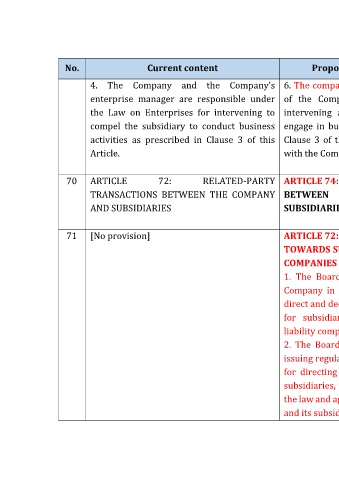 No.
Current content
Propo
4. The Company and the Company's
enterprise manager are responsible under
the Law on Enterprises for intervening to
compel the subsidiary to conduct business
activities as prescribed in Clause 3 of this
Article.
6. The compa
of the Comp
intervening a
engage in bu
Clause 3 of t
with the Com
70
ARTICLE 72: RELATED-PARTY
TRANSACTIONS BETWEEN THE COMPANY
AND SUBSIDIARIES
ARTICLE 74:
BETWEEN
SUBSIDIARIE
71
[No provision]
ARTICLE 72:
TOWARDS SU
COMPANIES
1. The Board
Company in
direct and de
for subsidiar
liability comp
2. The Board
issuing regula
for directing
subsidiaries,
the law and ag
and its subsid